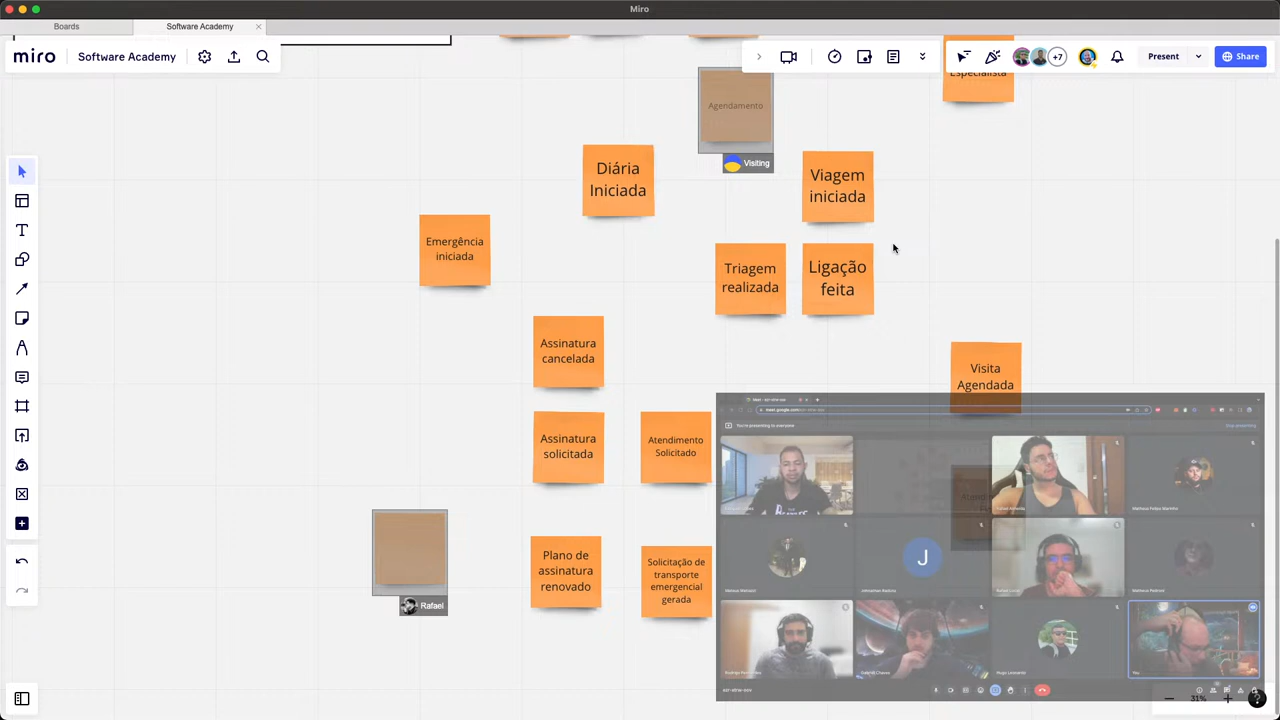 Miro
Boards
Software Academy
miro
Software Academy
+7
Present
Share
Especialista
Agendamento
Visiting
Diária
Iniciada
Viagem
iniciada
Emergência
iniciada
Triagem
realizada
Ligação
feita
Assinatura
cancelada
Visita
Agendada
Assinatura
solicitada
Atendimento
Solicitado
Plano de
assinatura
renovado
Solicitação de
transporte
emergencial
gerada
Rafael
J
You
31%